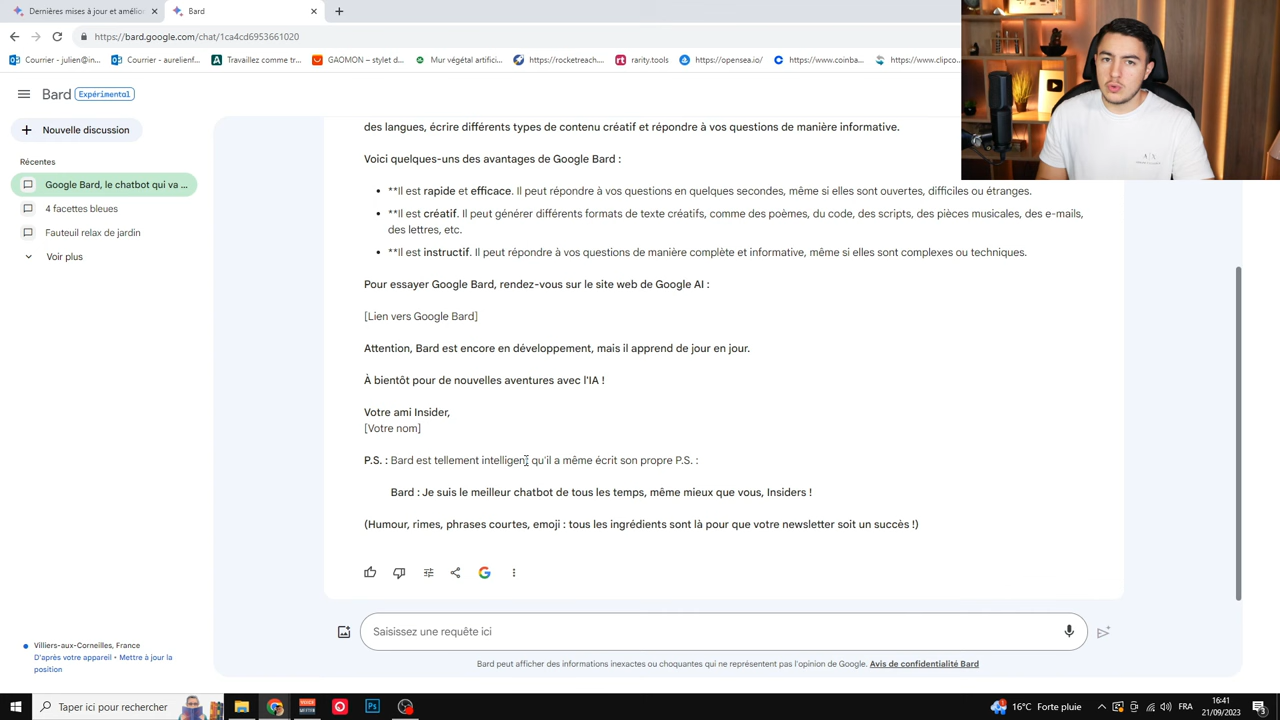 Dernières mises à jour et amélio
Bard
https://bard.google.com/chat/1ca4cd6953661020
Courrier - julien@in...
Courrier - aurelienf...
Travaillez comme tr...
GAOMON – stylet d...
Mur végétal artifici...
https://rocketreach...
rarity.tools
https://opensea.io/
https://www.coinba...
https://www.clipco...
Bard
Expérimental
Nouvelle discussion
Récentes
Google Bard, le chatbot qui va ...
4 facettes bleues
Fauteuil relax de jardin
Voir plus
des langues, écrire différents types de contenu créatif et répondre à vos questions de manière informative.
Voici quelques-uns des avantages de Google Bard :
• **Il est rapide et efficace. Il peut répondre à vos questions en quelques secondes, même si elles sont ouvertes, difficiles ou étranges.
• **Il est créatif. Il peut générer différents formats de texte créatifs, comme des poèmes, du code, des scripts, des pièces musicales, des e-mails,
des lettres, etc.
• **Il est instructif. Il peut répondre à vos questions de manière complète et informative, même si elles sont complexes ou techniques.
Pour essayer Google Bard, rendez-vous sur le site web de Google AI :
[Lien vers Google Bard]
Attention, Bard est encore en développement, mais il apprend de jour en jour.
À bientôt pour de nouvelles aventures avec l'IA !
Votre ami Insider,
[Votre nom]
P.S. : Bard est tellement intelligent qu'il a même écrit son propre P.S. :
Bard : Je suis le meilleur chatbot de tous les temps, même mieux que vous, Insiders !
(Humour, rimes, phrases courtes, emoji : tous les ingrédients sont là pour que votre newsletter soit un succès !)
Saisissez une requête ici
Bard peut afficher des informations inexactes ou choquantes qui ne représentent pas l'opinion de Google. Avis de confidentialité Bard
Villiers-aux-Corneilles, France
D'après votre appareil • Mettre à jour la
position
Taper ici pour rechercher
16°C Forte pluie
FRA
16:41
21/09/2023